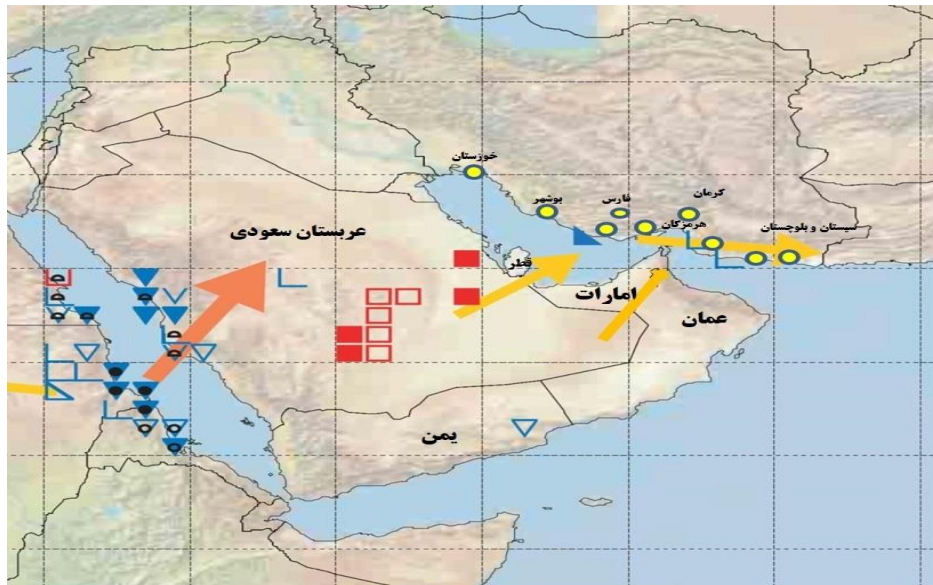 خوزستان
بوشهر
فارس
کرمان
هرمزگان
سیستان و بلوچستان
عربستان سعودی
قطر
امارات
عمان
یمن